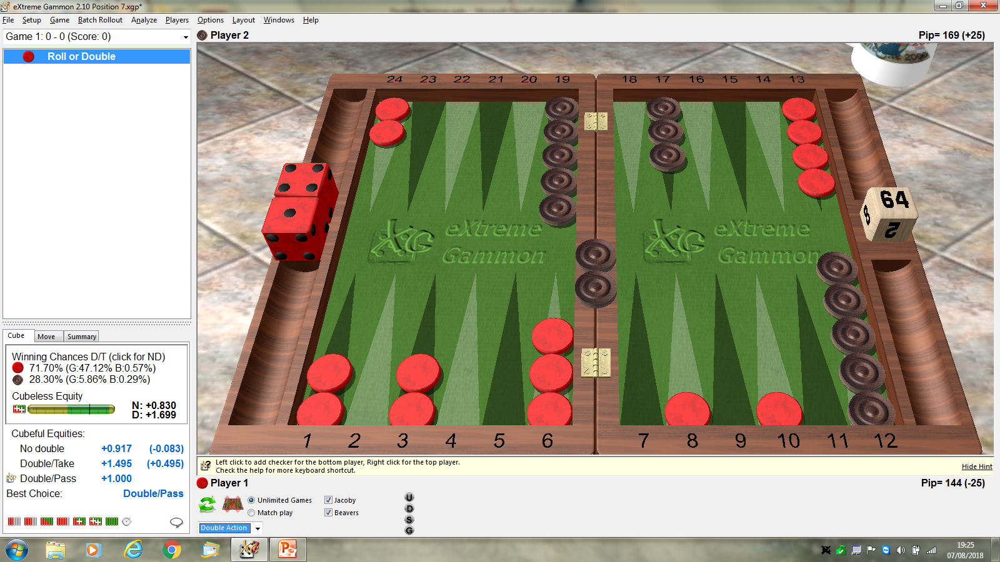 eXtreme Gammon 2.10 Position 7.xgp*
File Setup Game Batch Rollout Analyze Players Options Layout Windows Help
Game 1: 0 - 0 (Score: 0)
Player 2
Pip= 169 (+25)
Roll or Double
24 23 22 21 20 19 18 17 16 15 14 13
eXtreme Gammon
eXtreme Gammon
64
8
2
1 2 3 4 5 6 7 8 9 10 11 12
Cube Move Summary
Winning Chances D/T (click for ND)
71.70% (G:47.12% B:0.57%)
28.30% (G:5.86% B:0.29%)
Cubeless Equity
N: +0.830
D: +1.699
Cubeful Equities:
No double +0.917 (-0.083)
Double/Take +1.495 (+0.495)
Double/Pass +1.000
Best Choice: Double/Pass
Left click to add checker for the bottom player, Right click for the top player.
Check the help for more keyboard shortcut.
Hide Hint
Player 1
Pip= 144 (-25)
Unlimited Games
Jacoby
Match play
Beavers
U
D
S
G
Double Action
19:25
07/08/2018